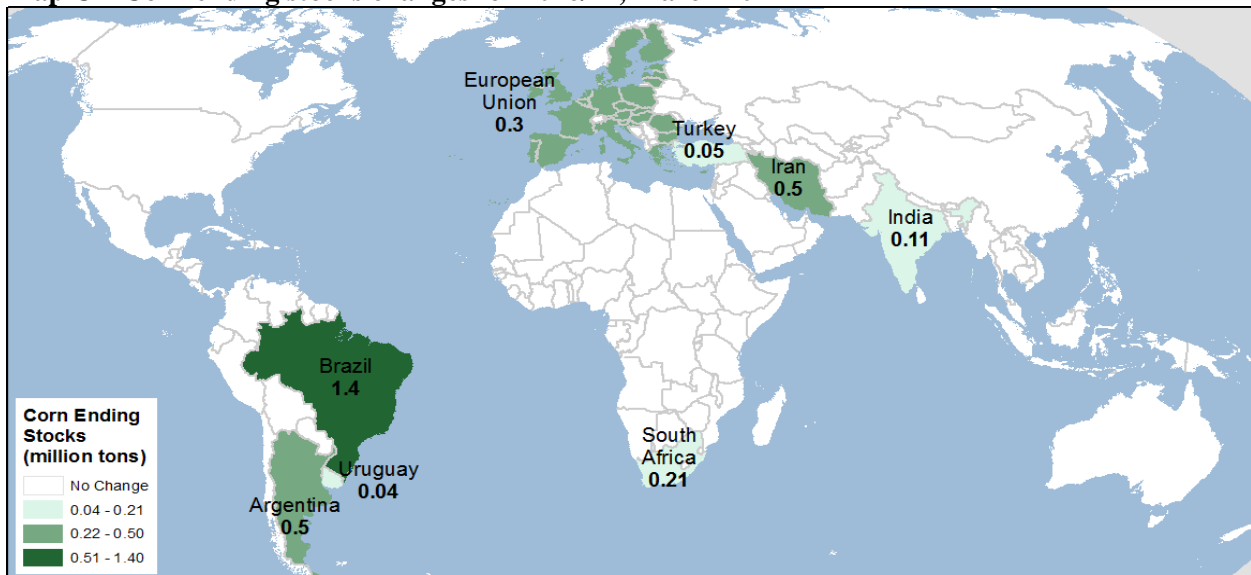 European
Union
0.3
Turkey
0.05
Iran
0.5
India
0.11
Brazil
1.4
South
Africa
0.21
Uruguay
0.04
Argentina
0.5
Corn Ending
Stocks
(million tons)
No Change
0.04 - 0.21
0.22 - 0.50
0.51 - 1.40